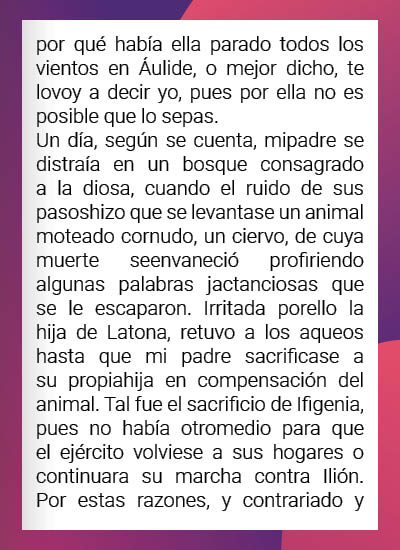 por qué había ella parado todos los
vientos en Áulide, o mejor dicho, te
lovoy a decir yo, pues por ella no es
posible que lo sepas.
Un día, según se cuenta, mipadre se
distraía en un bosque consagrado
a la diosa, cuando el ruido de sus
pasoshizo que se levantase un animal
moteado cornudo, un ciervo, de cuya
muerte seenvaneció profiriendo
algunas palabras jactanciosas que
se le escaparon. Irritada porello la
hija de Latona, retuvo a los aqueos
hasta que mi padre sacrificase a
su propiahija en compensación del
animal. Tal fue el sacrificio de Ifigenia,
pues no había otromedio para que
el ejército volviese a sus hogares o
continuara su marcha contra Ilión.
Por estas razones, y contrariado y